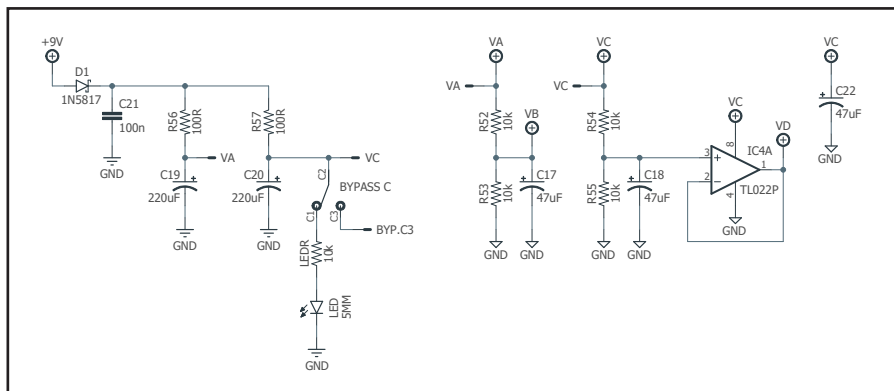 +9V
D1
1N5817
C21
100n
GND
R56
100R
R57
100R
VA
VC
C19
220uF
C20
220uF
C2
BYPASS C
C1
C3
BYP.C3
GND
GND
LEDR
10k
LED
5MM
GND
VA
VA
R52
10k
VB
R53
10k
C17
47uF
GND
GND
VC
VC
R54
10k
R55
10k
C18
47uF
GND
GND
VC
8
3
+
2
–
1
4
IC4A
TL022P
VD
GND
VC
C22
47uF
GND